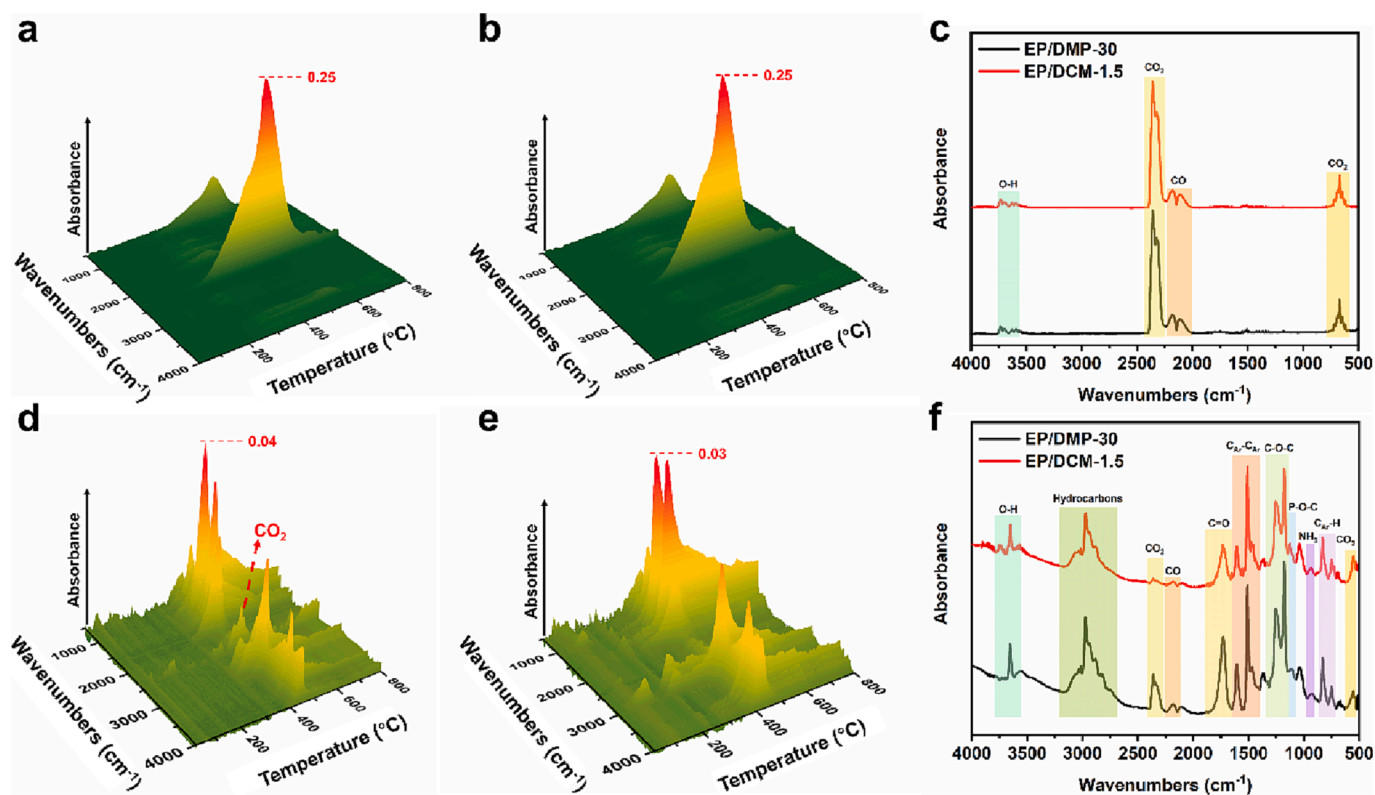 a
0.25
Absorbance
1000
2000
3000
4000
Wavenumbers (cm⁻¹)
200
400
600
800
Temperature (°C)
b
0.25
Absorbance
1000
2000
3000
4000
Wavenumbers (cm⁻¹)
200
400
600
800
Temperature (°C)
c
EP/DMP-30
EP/DCM-1.5
O-H
CO₂
CO
CO₂
Absorbance
4000 3500 3000 2500 2000 1500 1000 500
Wavenumbers (cm⁻¹)
d
0.04
CO₂
Absorbance
1000
2000
3000
4000
Wavenumbers (cm⁻¹)
200
400
600
800
Temperature (°C)
e
0.03
Absorbance
1000
2000
3000
4000
Wavenumbers (cm⁻¹)
200
400
600
800
Temperature (°C)
f
EP/DMP-30
EP/DCM-1.5
O-H
Hydrocarbons
CO₂
CO
C=O
C_Ar-C_Ar
C-O-C
P-O-C
NH₃
C_Ar-H
CO₂
Absorbance
4000 3500 3000 2500 2000 1500 1000 500
Wavenumbers (cm⁻¹)